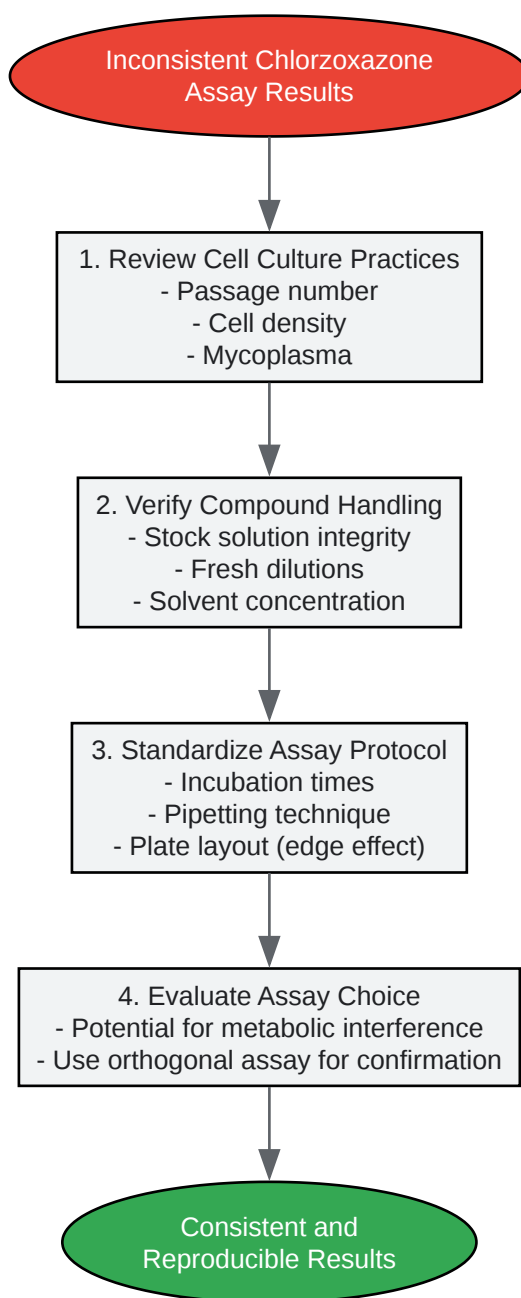 Inconsistent Chlorzoxazone
Assay Results
1. Review Cell Culture Practices
- Passage number
- Cell density
- Mycoplasma
2. Verify Compound Handling
- Stock solution integrity
- Fresh dilutions
- Solvent concentration
3. Standardize Assay Protocol
- Incubation times
- Pipetting technique
- Plate layout (edge effect)
4. Evaluate Assay Choice
- Potential for metabolic interference
- Use orthogonal assay for confirmation
Consistent and
Reproducible Results